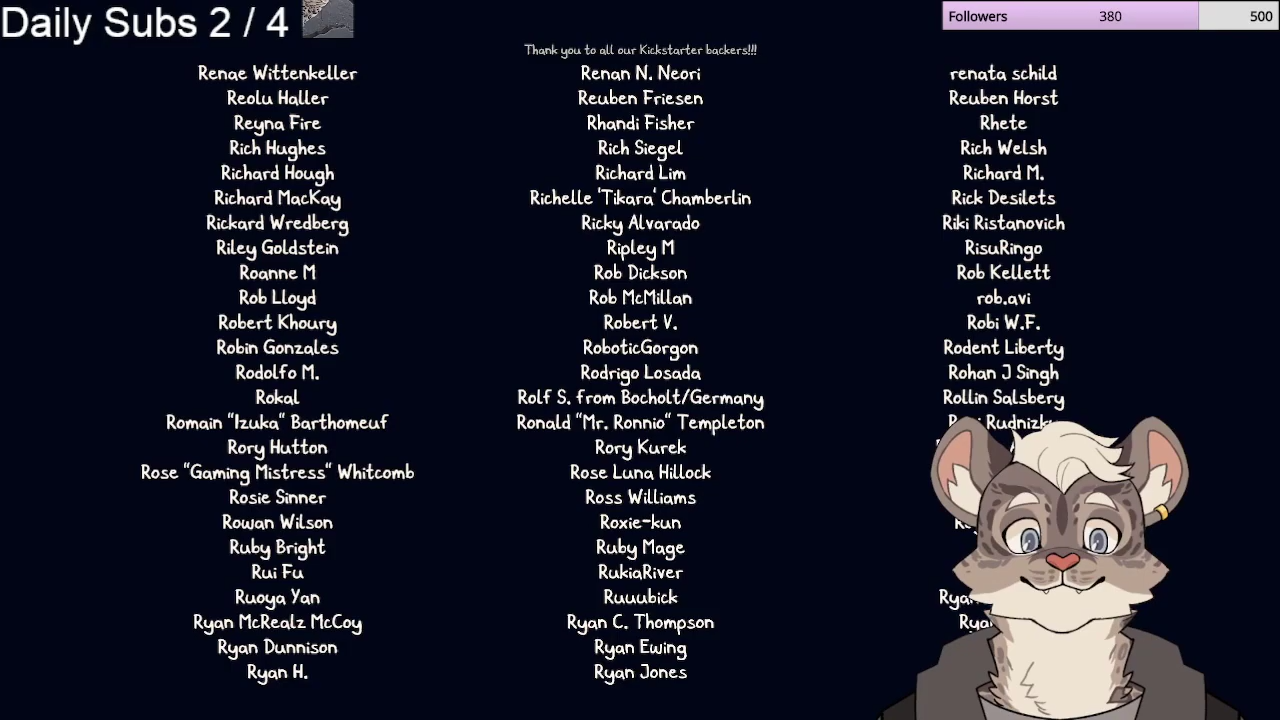 Daily Subs 2 / 4
Followers 380 500
Thank you to all our Kickstarter backers!!!
Renae Wittenkeller Renan N. Neori renata schild
Reolu Haller Reuben Friesen Reuben Horst
Reyna Fire Rhandi Fisher Rhete
Rich Hughes Rich Siegel Rich Welsh
Richard Hough Richard Lim Richard M.
Richard MacKay Richelle 'Tikara' Chamberlin Rick Desilets
Rickard Wredberg Ricky Alvarado Riki Ristanovich
Riley Goldstein Ripley M RisuRingo
Roanne M Rob Dickson Rob Kellett
Rob Lloyd Rob McMillan rob.avi
Robert Khoury Robert V. Robi W.F.
Robin Gonzales RoboticGorgon Rodent Liberty
Rodolfo M. Rodrigo Losada Rohan J Singh
Rokal Rolf S. from Bocholt/Germany Rollin Salsbery
Romain "Izuka" Barthomeuf Ronald "Mr. Ronnio" Templeton
Rory Hutton Rory Kurek
Rose "Gaming Mistress" Whitcomb Rose Luna Hillock
Rosie Sinner Ross Williams
Rowan Wilson Roxie-kun
Ruby Bright Ruby Mage
Rui Fu RukiaRiver
Ruoya Yan Ruuubick
Ryan McRealz McCoy Ryan C. Thompson
Ryan Dunnison Ryan Ewing
Ryan H. Ryan Jones